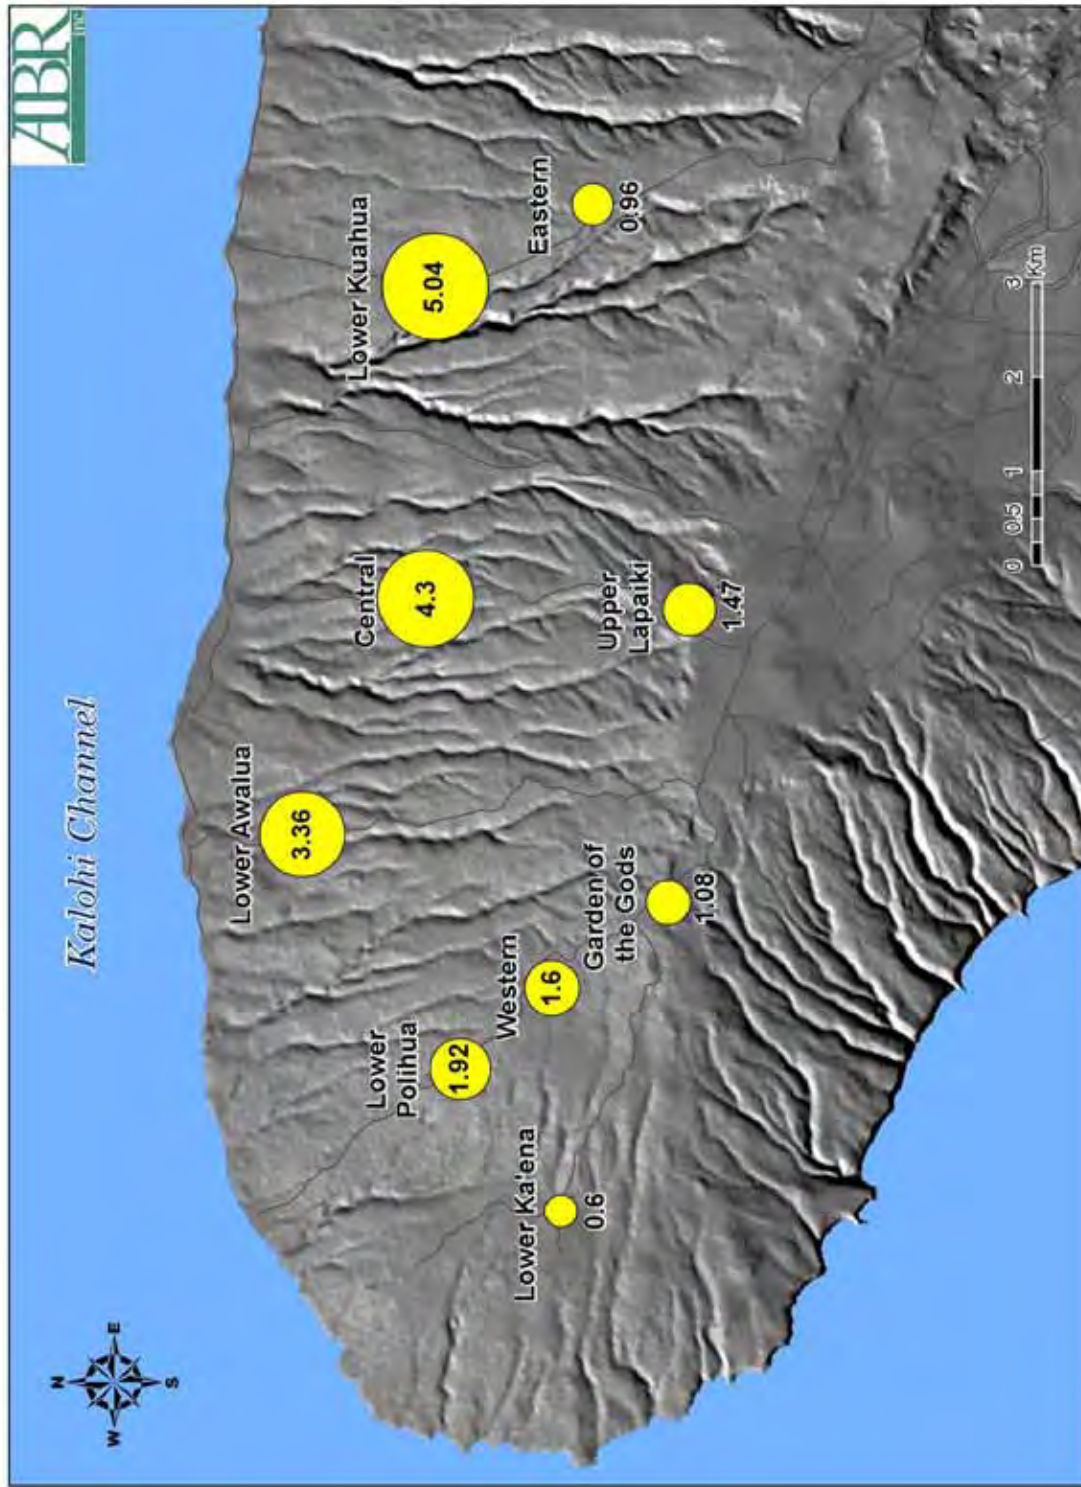 ABR
inc
Kalohi Channel
N
W
E
S
Lower Kuahua
5.04
Eastern
0.96
Central
4.3
Upper
Lapaiki
1.47
Lower Awalua
3.36
Garden of
the Gods
1.08
Western
1.6
Lower
Polihua
1.92
Lower Ka'ena
0.6
0 0.5 1 2 3
Km